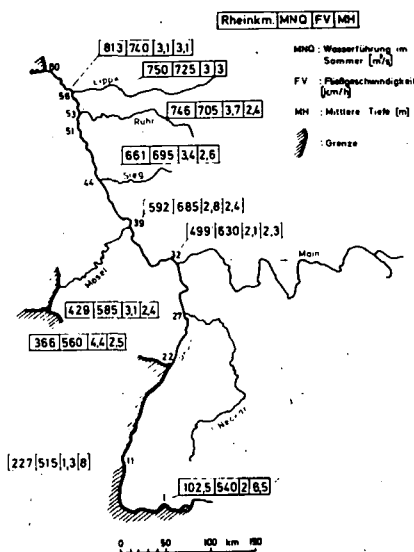 Rheinkm. MNQ FV MH
MNQ : Wasserführung im
Sommer [m³/s]
FV : Fließgeschwindigkeit
[km/h]
MH : Mittlere Tiefe [m]
: Grenze
813 740 3,1 3,1
60
Lippe
750 725 3 3
56
53
746 705 3,7 2,4
51
Ruhr
661 695 3,4 2,6
Sieg
44
592 685 2,8 2,4
39
499 630 2,1 2,3
32
Main
Mosel
429 585 3,1 2,4
27
366 560 4,4 2,5
22
Neckar
227 515 1,3 8
11
1
102,5 540 2 6,5
0 50 100 150
km